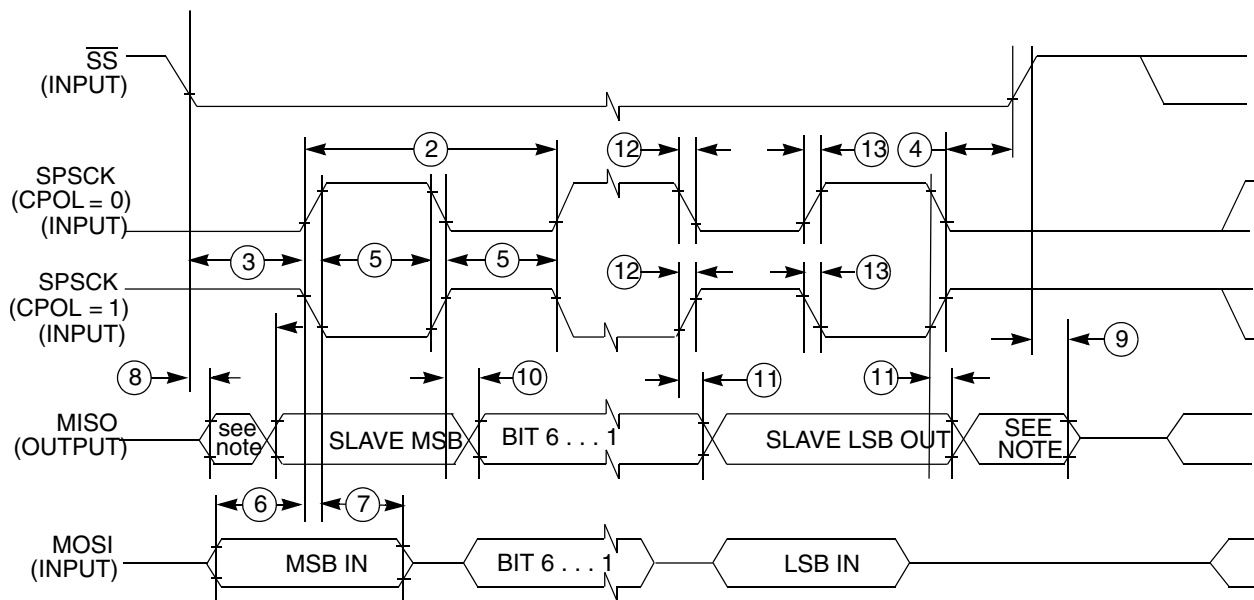 SS
(INPUT)
2
12
13
4
SPSCK
(CPOL = 0)
(INPUT)
3
5
5
12
13
SPSCK
(CPOL = 1)
(INPUT)
8
10
11
11
9
MISO
(OUTPUT)
see
note
SLAVE MSB
BIT 6 . . . 1
SLAVE LSB OUT
SEE
NOTE
6
7
MOSI
(INPUT)
MSB IN
BIT 6 . . . 1
LSB IN